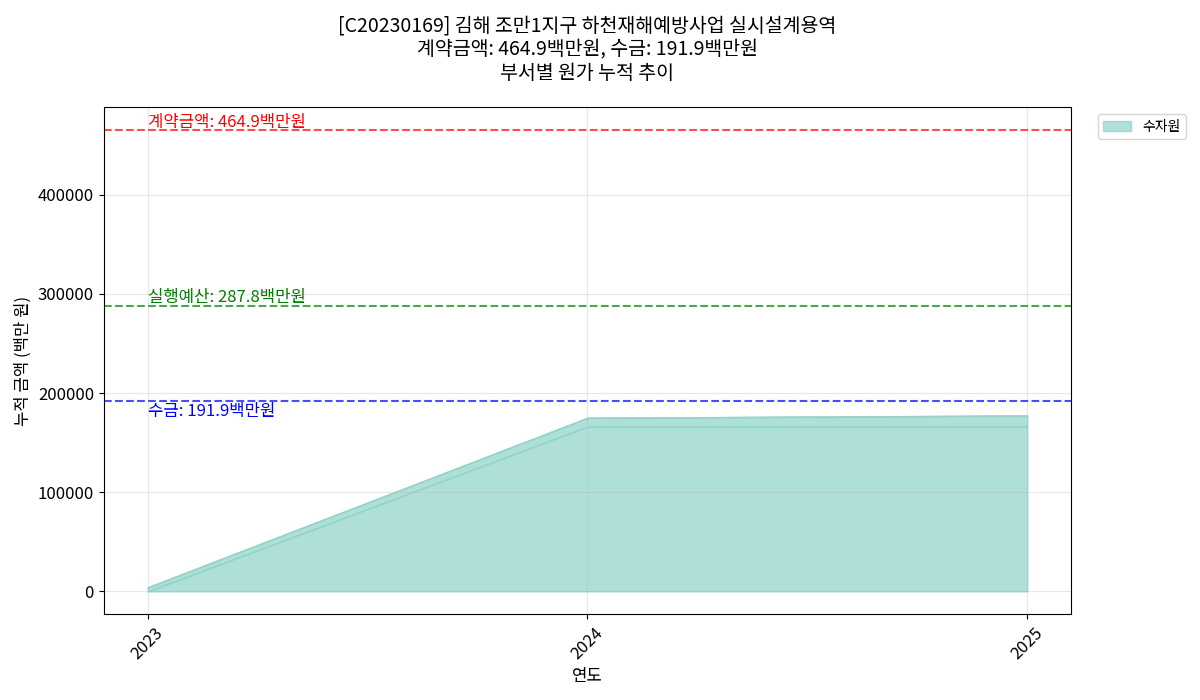 [C20230169] 김해 조만1지구 하천재해예방사업 실시설계용역
계약금액: 464.9백만원, 수금: 191.9백만원
부서별 원가 누적 추이
계약금액: 464.9백만원
수자원
400000
실행예산: 287.8백만원
300000
누적 금액 (백만 원)
200000
수금: 191.9백만원
100000
0
2023
2024
2025
연도